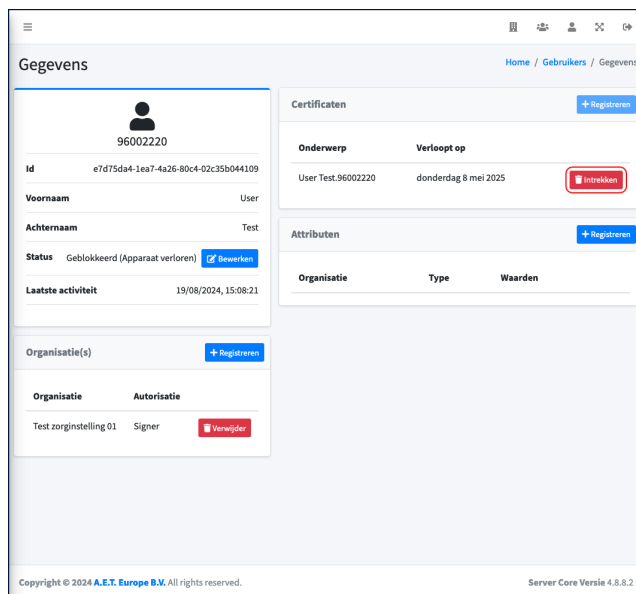 Gegevens
Home / Gebruikers / Gegevens
96002220
Id e7d75da4-1ea7-4a26-80c4-02c35b044109
Voornaam User
Achternaam Test
Status Geblokkeerd (Apparaat verloren) Bewerken
Laatste activiteit 19/08/2024, 15:08:21
Organisatie(s) + Registreren
Organisatie Autorisatie
Test zorginstelling 01 Signer Verwijder
Certificaten + Registreren
Onderwerp Verloopt op
User Test.96002220 donderdag 8 mei 2025 Intrekken
Attributen + Registreren
Organisatie Type Waarden
Copyright © 2024 A.E.T. Europe B.V. All rights reserved.
Server Core Versie 4.8.8.2